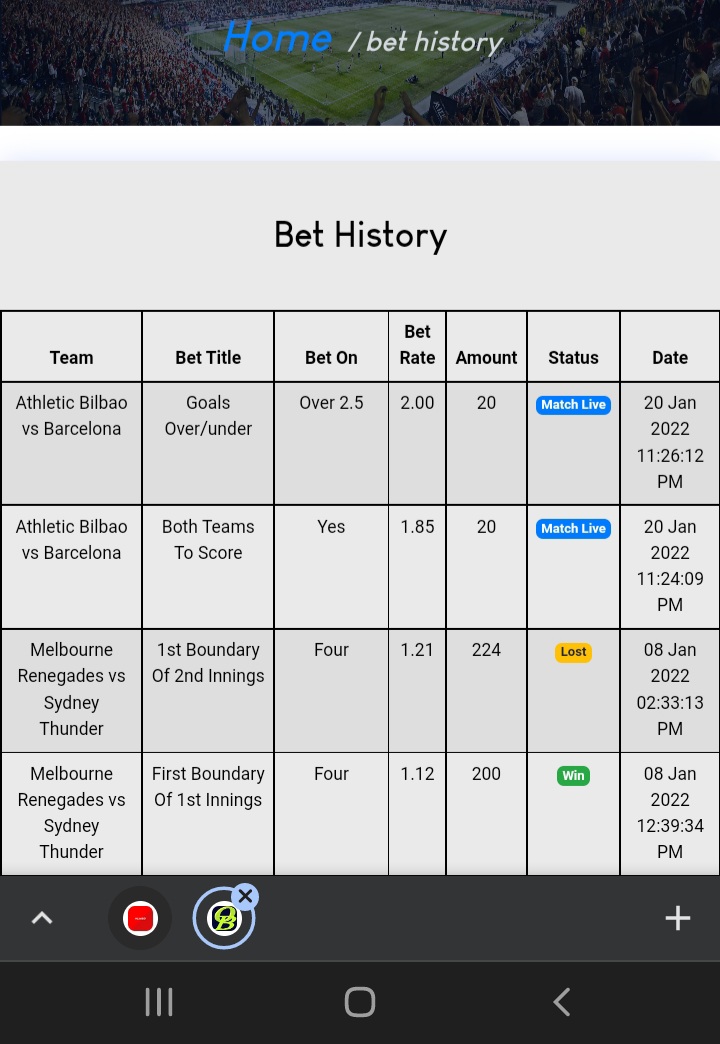 Home / bet history
Bet History
Team Bet Title Bet On Bet Rate Amount Status Date
Athletic Bilbao vs Barcelona Goals Over/under Over 2.5 2.00 20 Match Live 20 Jan 2022 11:26:12 PM
Athletic Bilbao vs Barcelona Both Teams To Score Yes 1.85 20 Match Live 20 Jan 2022 11:24:09 PM
Melbourne Renegades vs Sydney Thunder 1st Boundary Of 2nd Innings Four 1.21 224 Lost 08 Jan 2022 02:33:13 PM
Melbourne Renegades vs Sydney Thunder First Boundary Of 1st Innings Four 1.12 200 Win 08 Jan 2022 12:39:34 PM